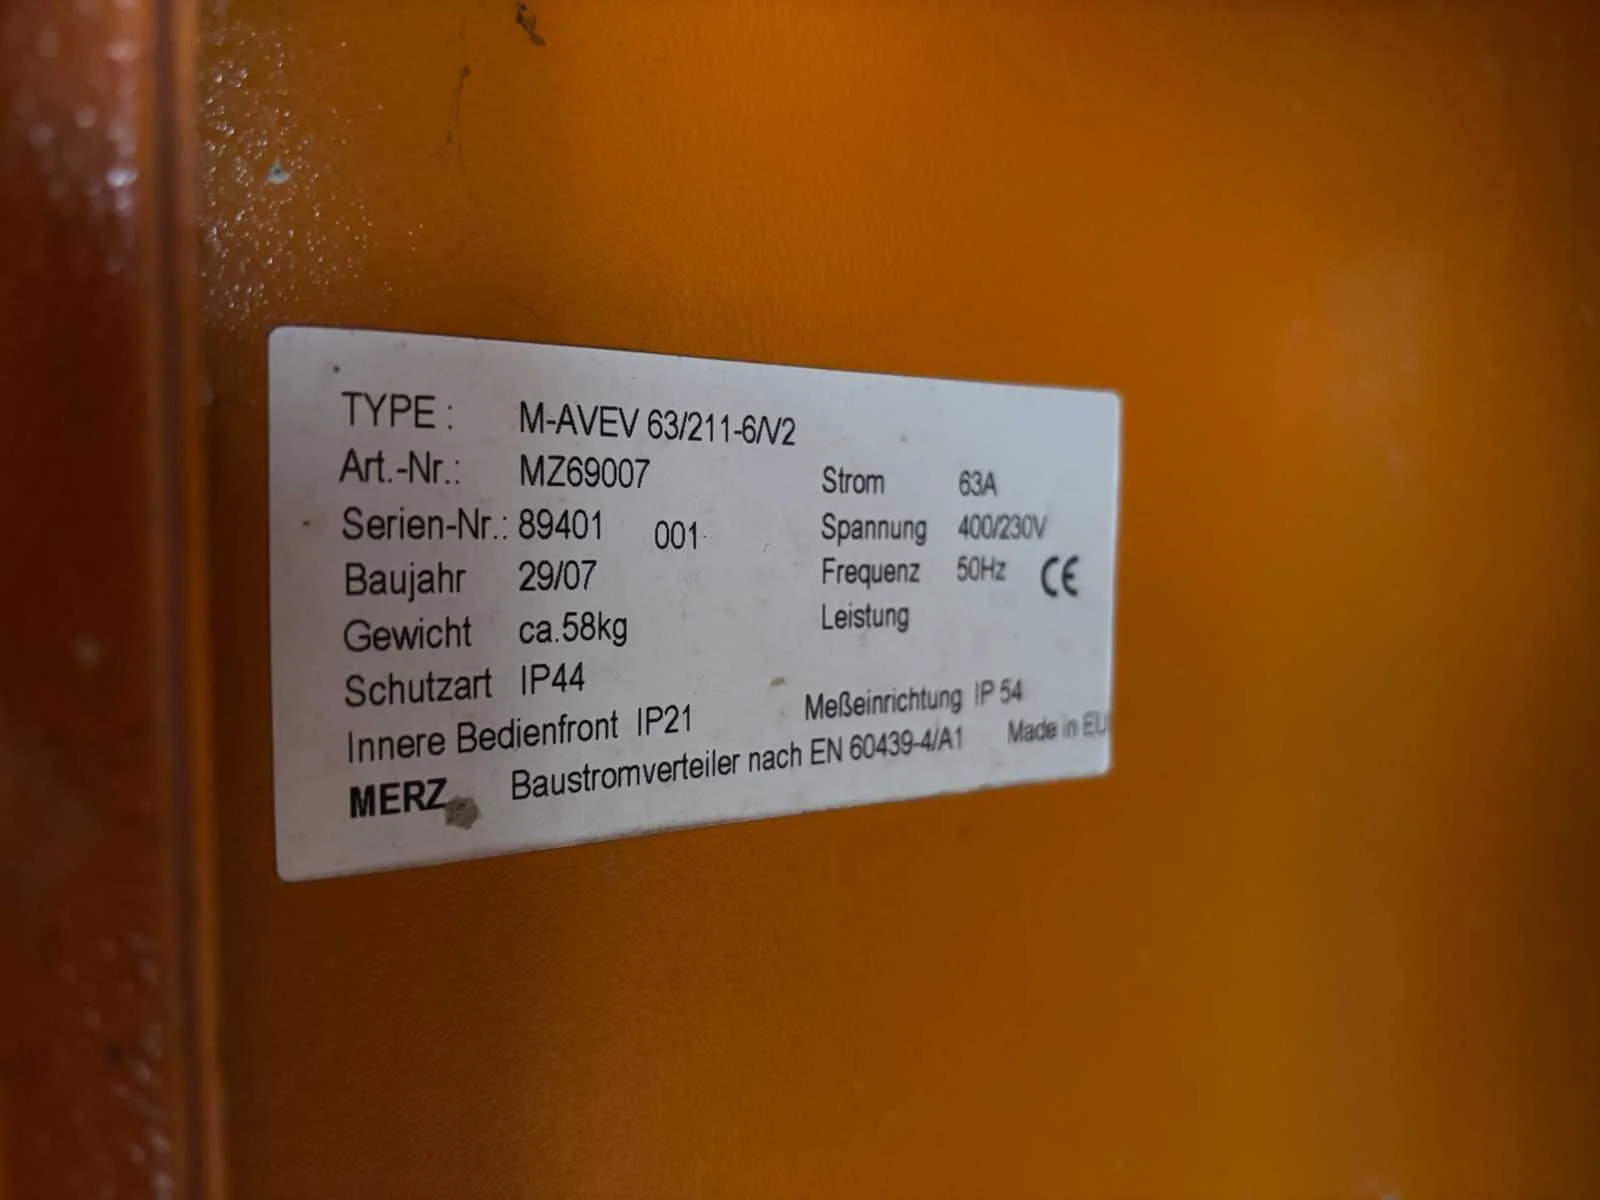 TYPE : M-AVEV 63/211-6/V2
Art.-Nr.: MZ69007
Serien-Nr.: 89401 001
Baujahr 29/07
Gewicht ca.58kg
Schutzart IP44
Innere Bedienfront IP21
Strom 63A
Spannung 400/230V
Frequenz 50Hz CE
Leistung
Meßeinrichtung IP 54
MERZ Baustromverteiler nach EN 60439-4/A1 Made in EU